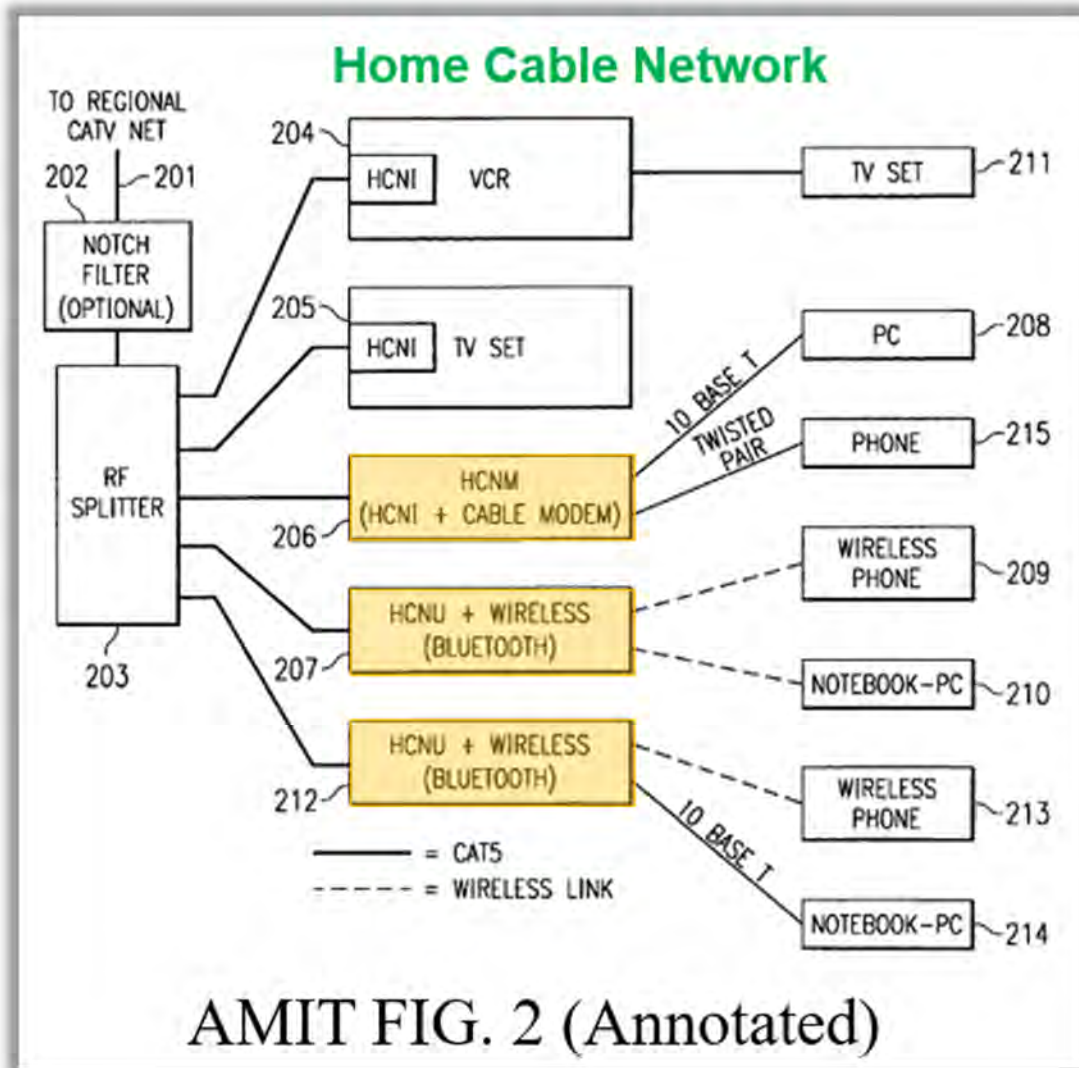 Home Cable Network
TO REGIONAL
CATV NET
202
201
NOTCH
FILTER
(OPTIONAL)
204
HCNI
VCR
TV SET
211
205
HCNI
TV SET
PC
208
10 BASE T
TWISTED
PAIR
PHONE
215
RF
SPLITTER
203
HCNM
(HCNI + CABLE MODEM)
206
WIRELESS
PHONE
209
HCNU + WIRELESS
(BLUETOOTH)
207
NOTEBOOK-PC
210
HCNU + WIRELESS
(BLUETOOTH)
212
WIRELESS
PHONE
213
10 BASE T
NOTEBOOK-PC
214
= CAT5
= WIRELESS LINK
AMIT FIG. 2 (Annotated)